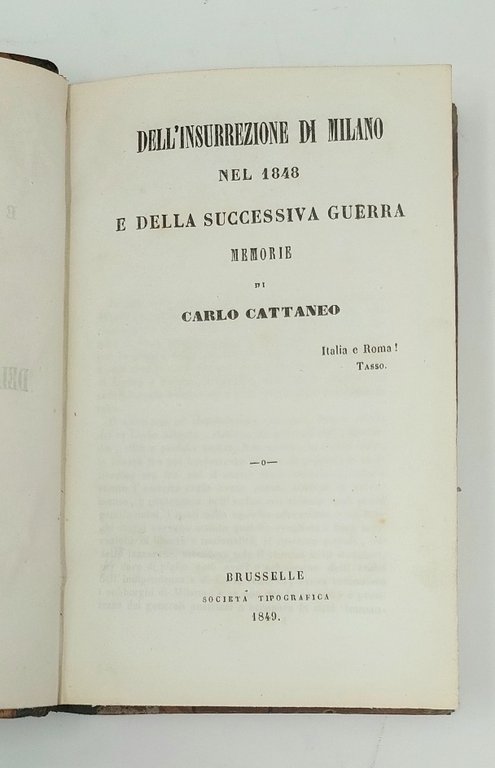 DELL'INSURREZIONE DI MILANO
NEL 1848
E DELLA SUCCESSIVA GUERRA
MEMORIE
DI
CARLO CATTANEO
Italia e Roma!
TASSO.
—o—
BRUSSELLE
SOCIETÀ TIPOGRAFICA
1849.